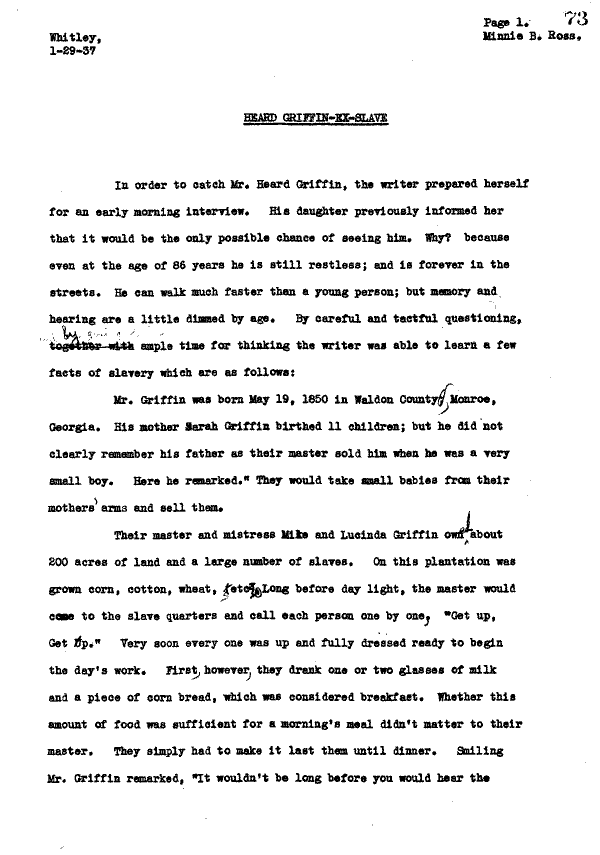 Page 1. 73
Whitley, Minnie B. Ross.
1-29-37
HEARD GRIFFIN-EX-SLAVE
In order to catch Mr. Heard Griffin, the writer prepared herself
for an early morning interview. His daughter previously informed her
that it would be the only possible chance of seeing him. Why? because
even at the age of 86 years he is still restless; and is forever in the
streets. He can walk much faster than a young person; but memory and
hearing are a little dimmed by age. By careful and tactful questioning,
by
together with ample time for thinking the writer was able to learn a few
facts of slavery which are as follows:
Mr. Griffin was born May 19, 1850 in Waldon County, Monroe,
Georgia. His mother Sarah Griffin birthed 11 children; but he did not
clearly remember his father as their master sold him when he was a very
small boy. Here he remarked." They would take small babies from their
mothers' arms and sell them.
Their master and mistress Mike and Lucinda Griffin own'd about
200 acres of land and a large number of slaves. On this plantation was
grown corn, cotton, wheat, etc. Long before day light, the master would
come to the slave quarters and call each person one by one, "Get up,
Get Up." Very soon every one was up and fully dressed ready to begin
the day's work. First, however, they drank one or two glasses of milk
and a piece of corn bread, which was considered breakfast. Whether this
amount of food was sufficient for a morning's meal didn't matter to their
master. They simply had to make it last them until dinner. Smiling
Mr. Griffin remarked, "It wouldn't be long before you would hear the